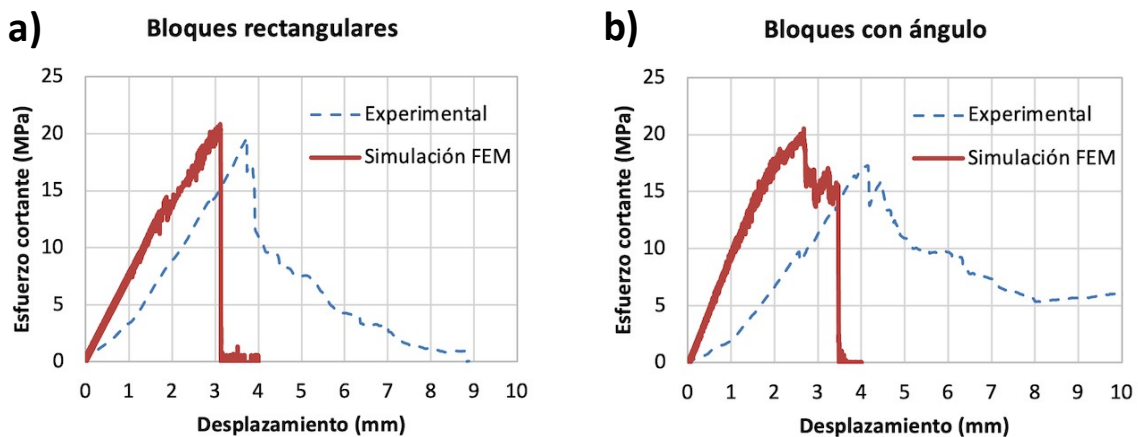 a)
Bloques rectangulares
Esfuerzo cortante (MPa)
25
20
15
10
5
0
Experimental
Simulación FEM
0 1 2 3 4 5 6 7 8 9 10
Desplazamiento (mm)
b)
Bloques con ángulo
Esfuerzo cortante (MPa)
25
20
15
10
5
0
Experimental
Simulación FEM
0 1 2 3 4 5 6 7 8 9 10
Desplazamiento (mm)